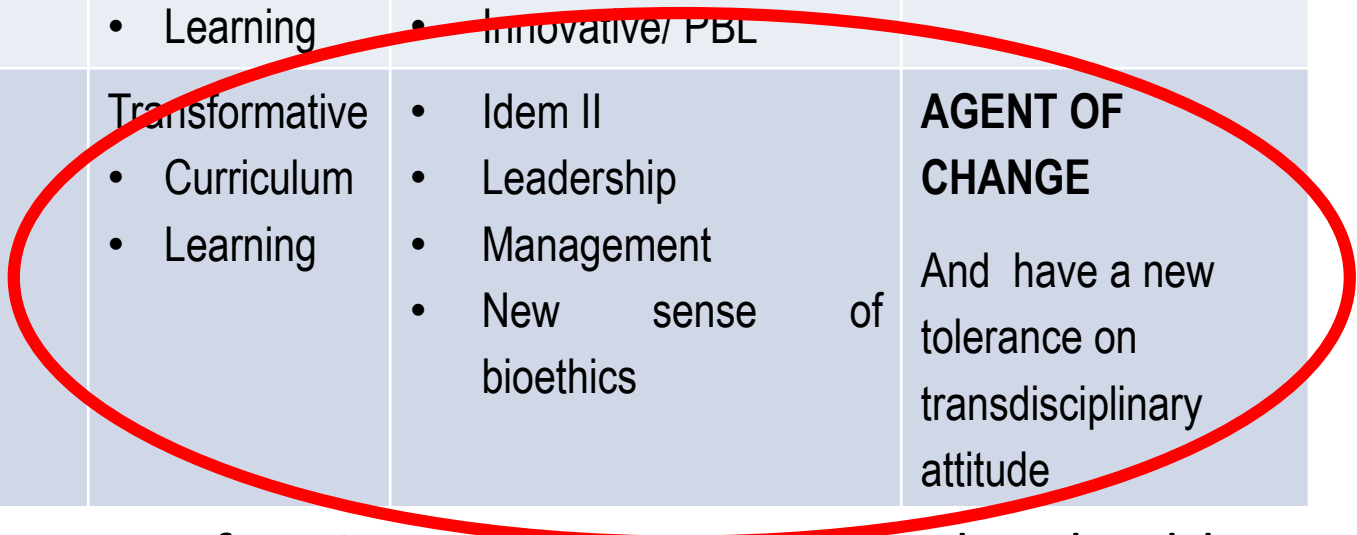 • Learning
• Innovative/ PBL
Transformative
• Curriculum
• Learning
• Idem II
• Leadership
• Management
• New sense of
bioethics
AGENT OF
CHANGE
And have a new
tolerance on
transdisciplinary
attitude